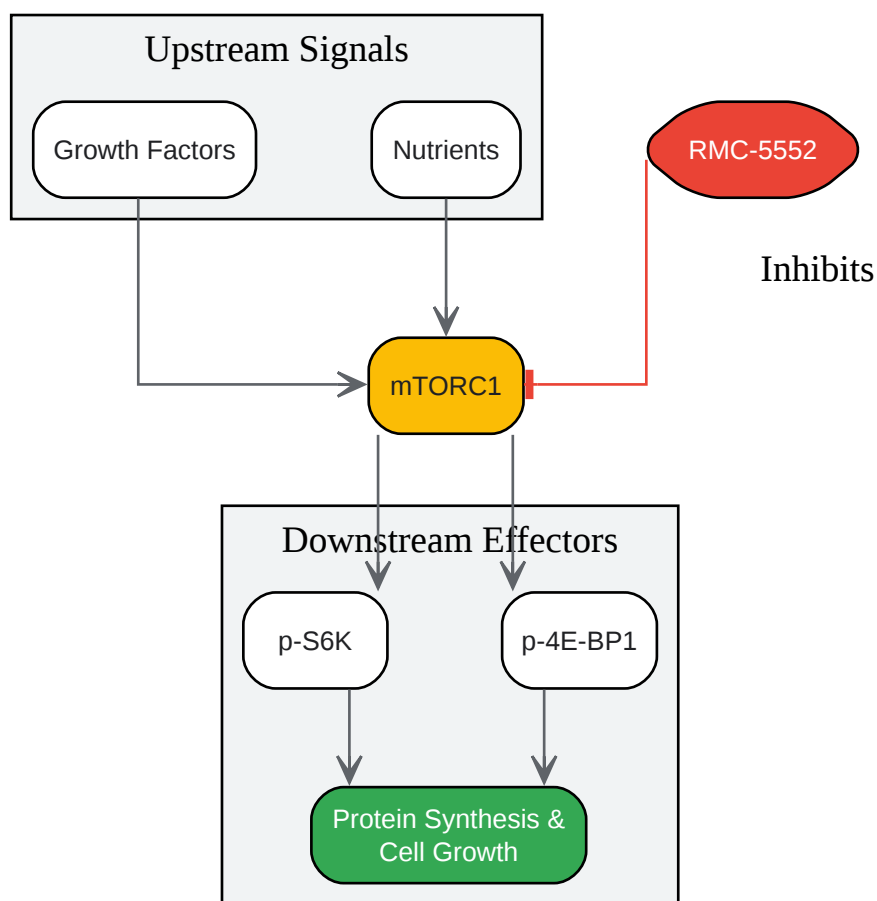 Upstream Signals
Growth Factors
Nutrients
RMC-5552
Inhibits
mTORC1
Downstream Effectors
p-S6K
p-4E-BP1
Protein Synthesis &
Cell Growth